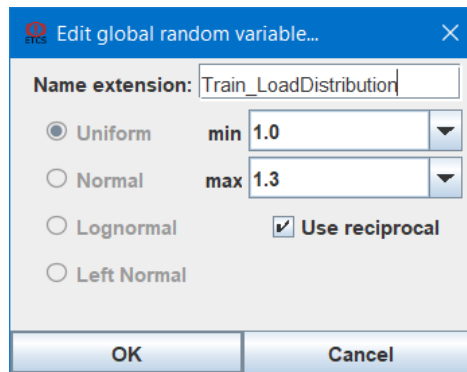 ETCS Edit global random variable...
Name extension: Train_LoadDistribution
Uniform min 1.0
Normal max 1.3
Lognormal Use reciprocal
Left Normal
OK Cancel